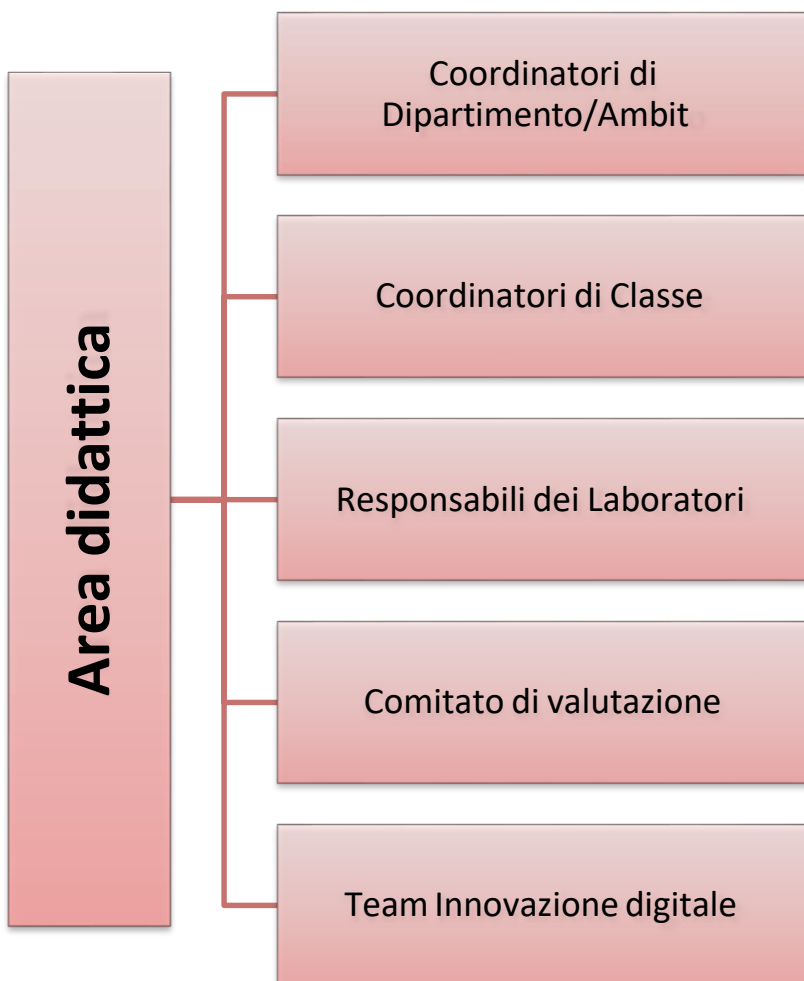 Area didattica
Coordinatori di
Dipartimento/Ambit
Coordinatori di Classe
Responsabili dei Laboratori
Comitato di valutazione
Team Innovazione digitale